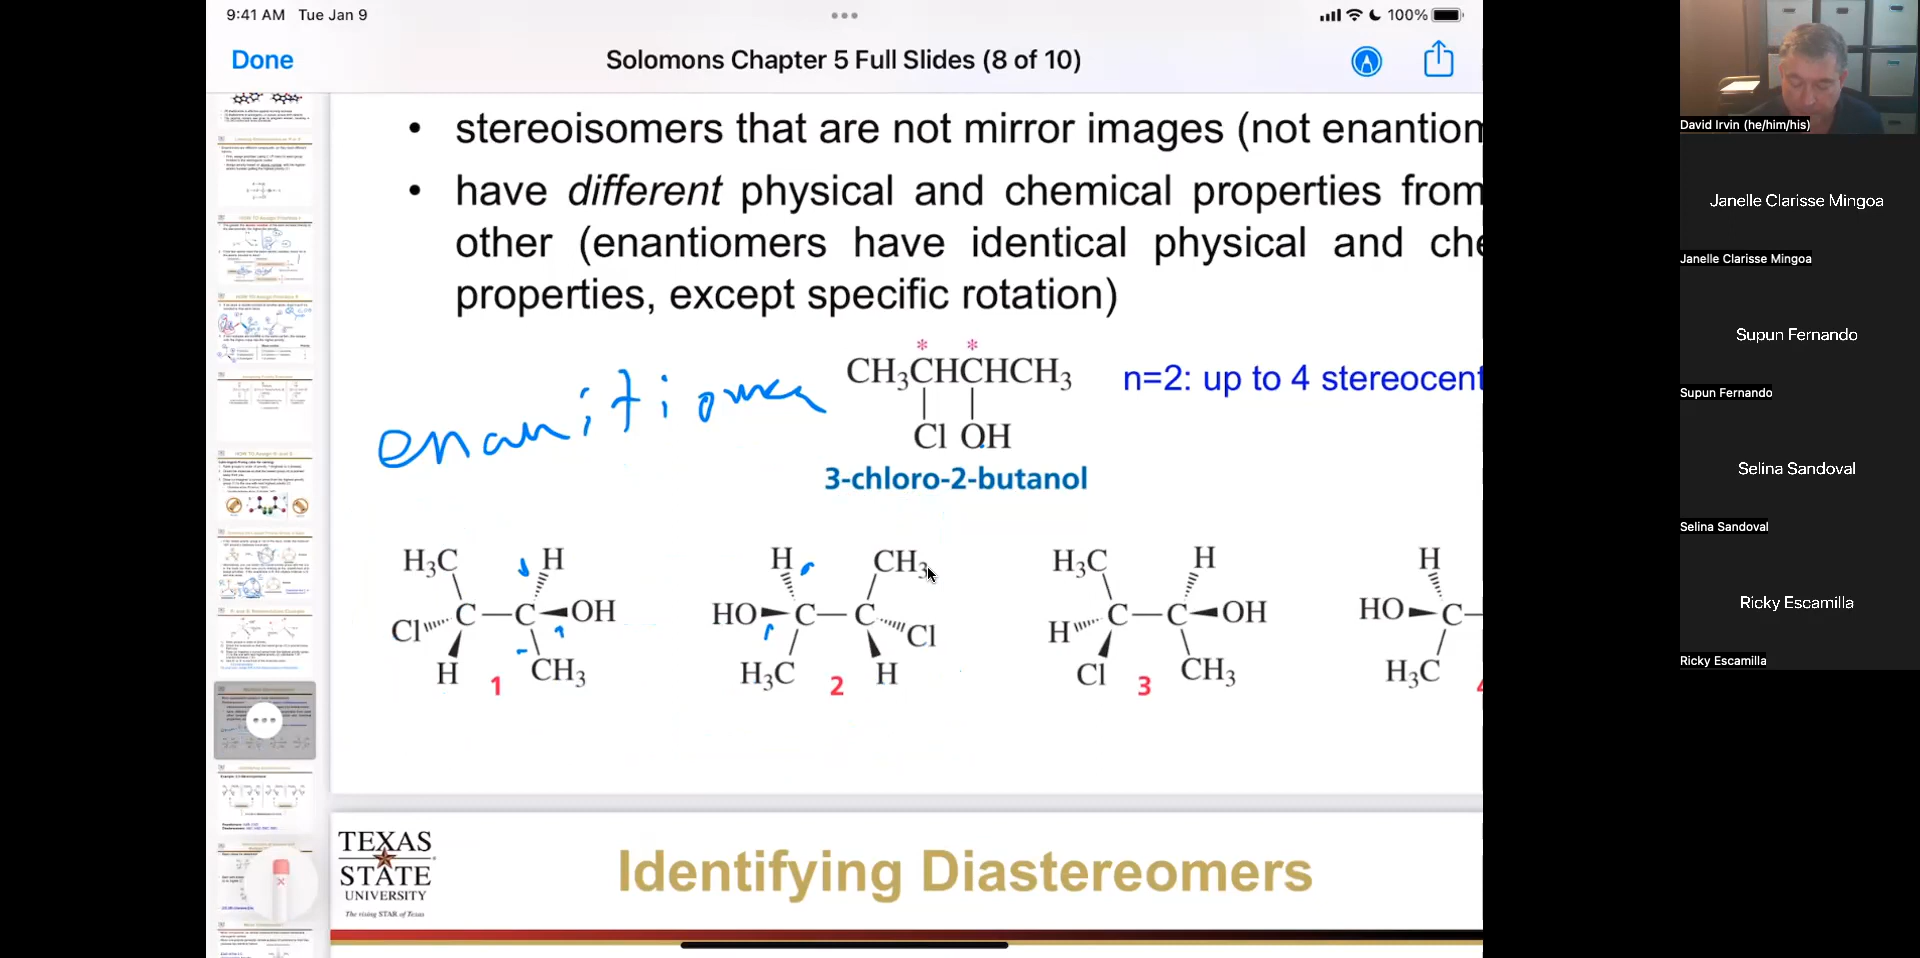 9:41 AM Tue Jan 9
100%
Done
Solomons Chapter 5 Full Slides (8 of 10)
• stereoisomers that are not mirror images (not enantiom
• have different physical and chemical properties from
other (enantiomers have identical physical and che
properties, except specific rotation)
* *
CH3CHCHCH3
n=2: up to 4 stereocent
enanitiomer
Cl OH
3-chloro-2-butanol
H3C H H CH3 H3C H H
Cl C C OH HO C C Cl H C C OH HO C
H CH3 H3C H Cl CH3 H3C
1 2 3 4
TEXAS
STATE
UNIVERSITY
The rising STAR of Texas
Identifying Diastereomers
David Irvin (he/him/his)
Janelle Clarisse Mingoa
Janelle Clarisse Mingoa
Supun Fernando
Supun Fernando
Selina Sandoval
Selina Sandoval
Ricky Escamilla
Ricky Escamilla